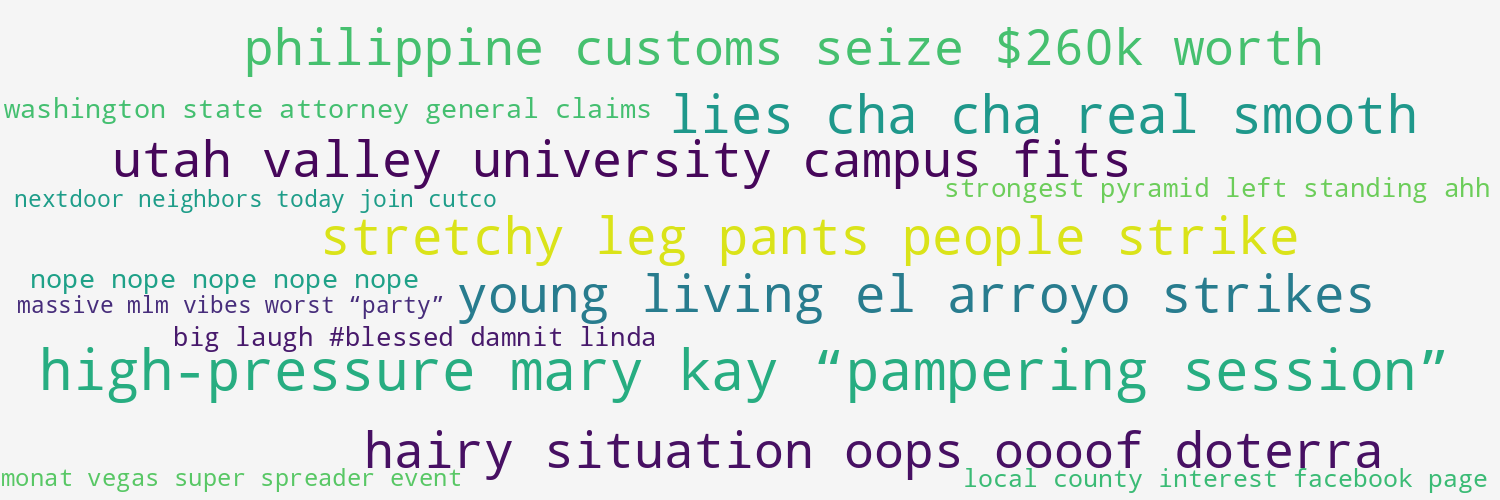 philippine customs seize $260k worth
washington state attorney general claims
lies cha cha real smooth
utah valley university campus fits
strongest pyramid left standing ahh
nextdoor neighbors today join cutco
stretchy leg pants people strike
nope nope nope nope nope
young living el arroyo strikes
massive mlm vibes worst “party”
big laugh #blessed damnit linda
high-pressure mary kay “pampering session”
hairy situation oops oooof doterra
monat vegas super spreader event
local county interest facebook page